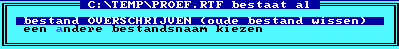 C:\TEMP\PROEF.RTF bestaat al
bestand OVERSCHRIJVEN (oude bestand wissen)
een andere bestandsnaam kiezen